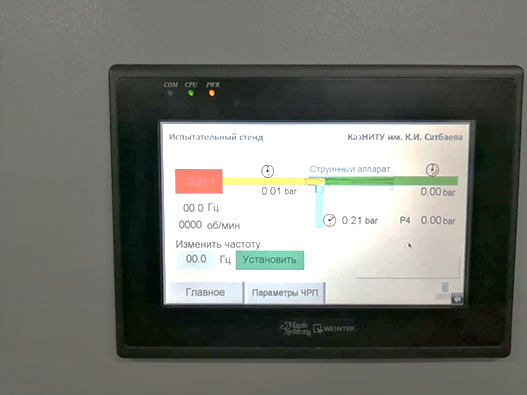 COM CPU PWR
Испытательный стенд КазНИТУ им. К.И. Сатбаева
Струйный аппарат
0.01 bar 0.00 bar
00.0 Гц
0000 об/мин 0.21 bar P4 0.00 bar
Изменить частоту
00.0 Гц Установить
Главное Параметры ЧРП
Maple Systems WEINTEK